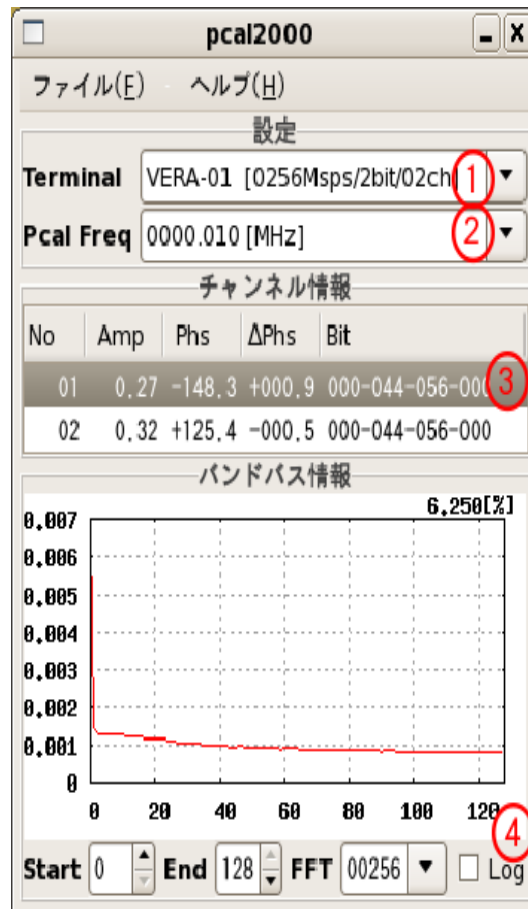 pcal2000
ファイル(F) ヘルプ(H)
設定
Terminal VERA-01 [0256Msps/2bit/02ch] 1
Pcal Freq 0000.010 [MHz] 2
チャンネル情報
No Amp Phs ΔPhs Bit
01 0.27 -148.3 +000.9 000-044-056-000 3
02 0.32 +125.4 -000.5 000-044-056-000
バンドパス情報
6.250[%]
0.007
0.006
0.005
0.004
0.003
0.002
0.001
0
0 20 40 60 80 100 120
4
Start 0 End 128 FFT 00256 Log